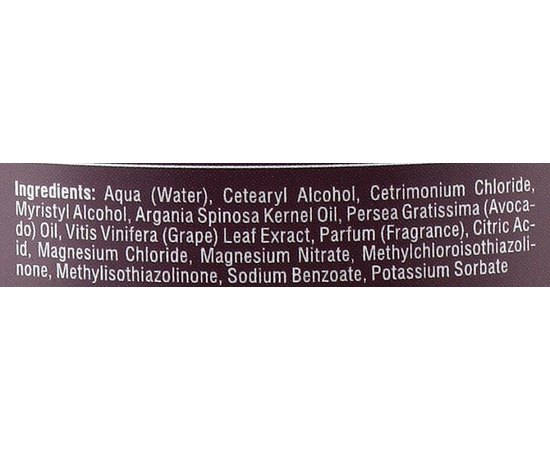 Ingredients: Aqua (Water), Cetearyl Alcohol, Cetrimonium Chloride,
Myristyl Alcohol, Argania Spinosa Kernel Oil, Persea Gratissima (Avoca-
do) Oil, Vitis Vinifera (Grape) Leaf Extract, Parfum (Fragrance), Citric Ac-
id, Magnesium Chloride, Magnesium Nitrate, Methylchloroisothiazoli-
none, Methylisothiazolinone, Sodium Benzoate, Potassium Sorbate